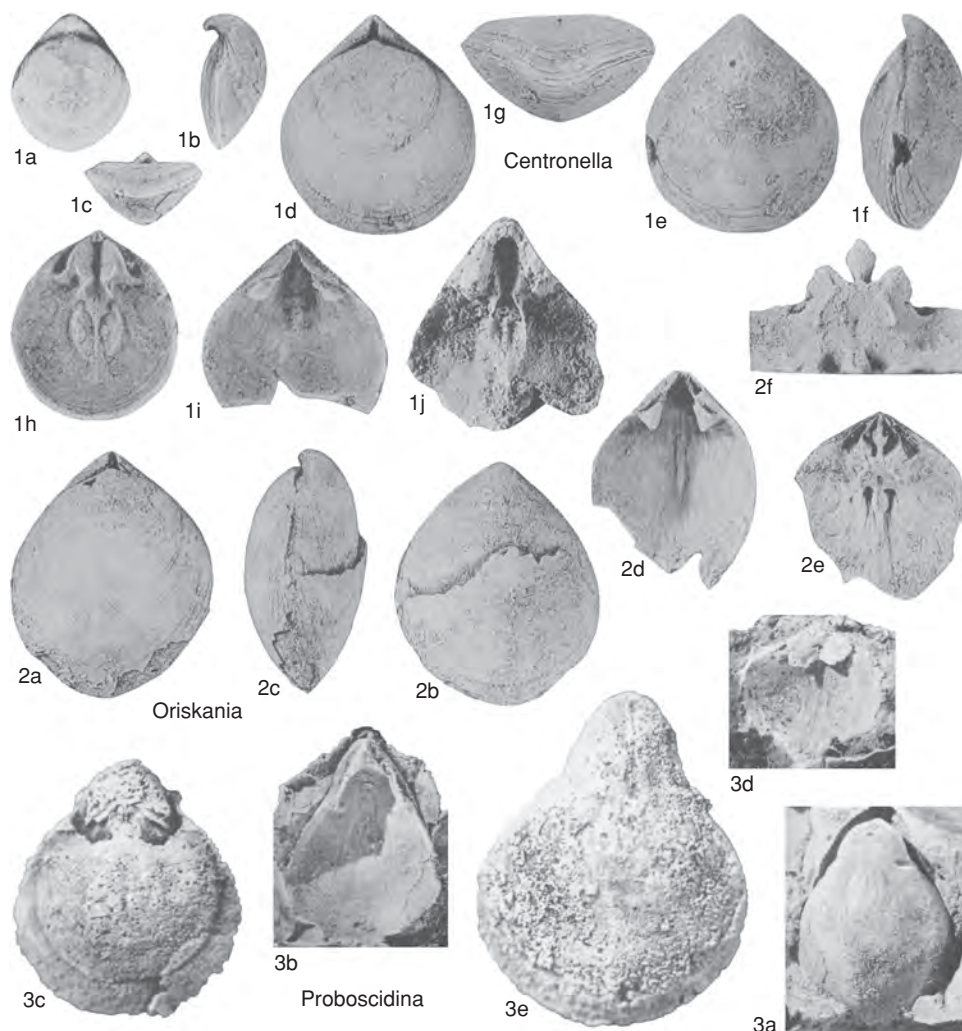 1a
1b
1c
1d
1g
Centronella
1e
1f
1h
1i
1j
2f
2d
2e
2a
2c
2b
Oriskania
3d
3c
3b
Proboscidina
3e
3a